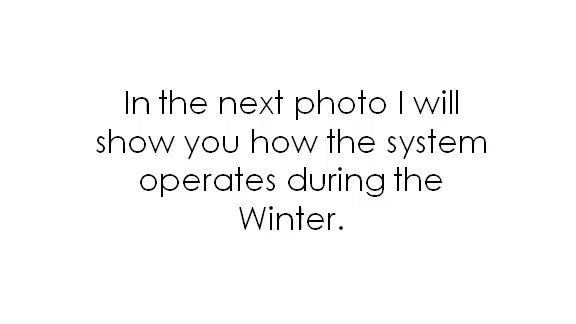 In the next photo I will
show you how the system
operates during the
Winter.